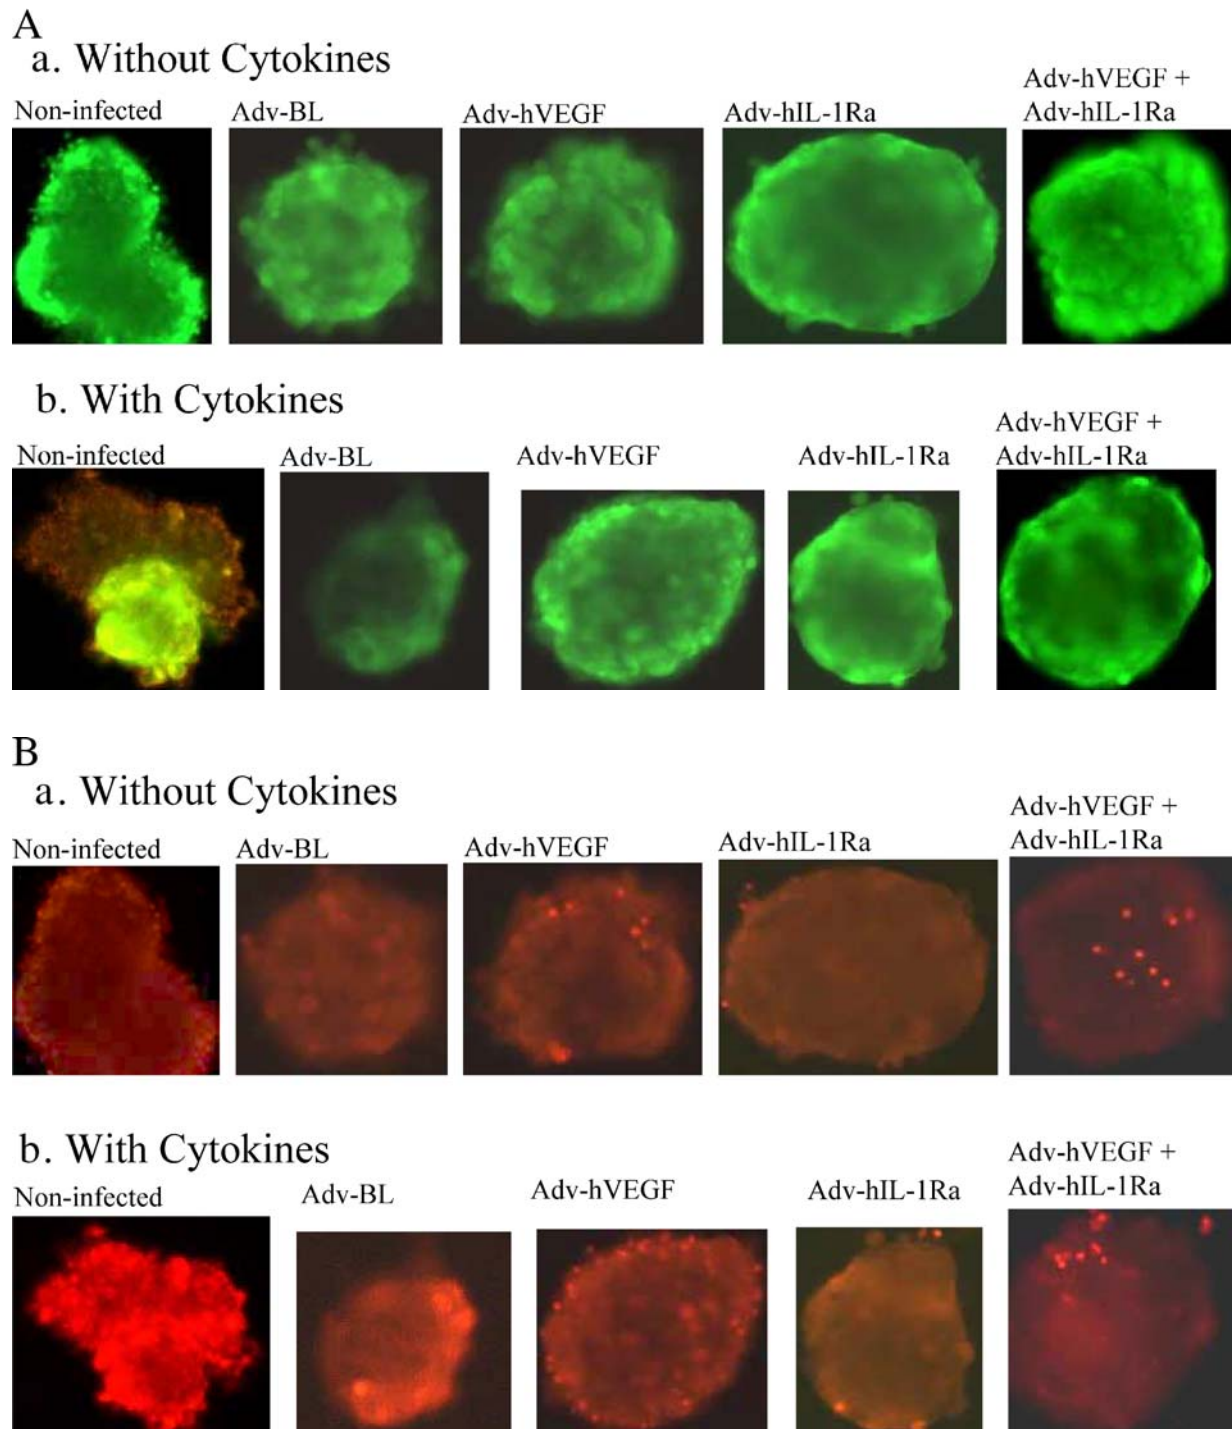 A
a. Without Cytokines
Non-infected
Adv-BL
Adv-hVEGF
Adv-hIL-1Ra
Adv-hVEGF +
Adv-hIL-1Ra
b. With Cytokines
Non-infected
Adv-BL
Adv-hVEGF
Adv-hIL-1Ra
Adv-hVEGF +
Adv-hIL-1Ra
B
a. Without Cytokines
Non-infected
Adv-BL
Adv-hVEGF
Adv-hIL-1Ra
Adv-hVEGF +
Adv-hIL-1Ra
b. With Cytokines
Non-infected
Adv-BL
Adv-hVEGF
Adv-hIL-1Ra
Adv-hVEGF +
Adv-hIL-1Ra